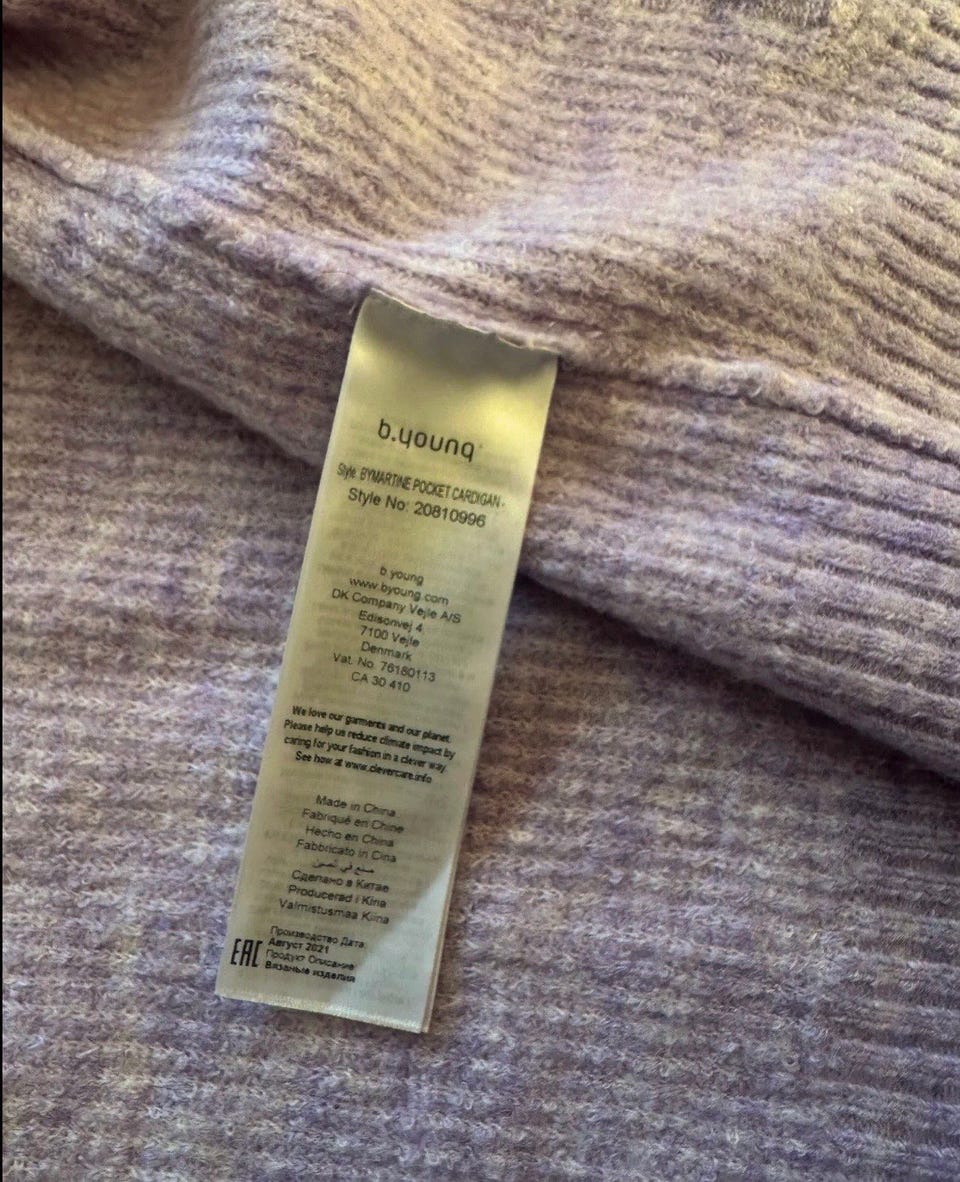 b.young
Style: BYMARTINE POCKET CARDIGAN -
Style No: 20810996
b.young
www.byoung.com
DK Company Vejle A/S
Edisonvej 4
7100 Vejle
Denmark
Vat. No. 76180113
CA 30 410
We love our garments and our planet.
Please help us reduce climate impact by
caring for your fashion in a clever way.
See how at www.clevercare.info
Made in China
Fabriqué en Chine
Hecho en China
Fabbricato in Cina
صنع في الصين
Сделано в Китае
Producerad i Kina
Valmistusmaa Kiina
Производство Дата
Август 2021
EAC Продукт Описание
Вязаные изделия